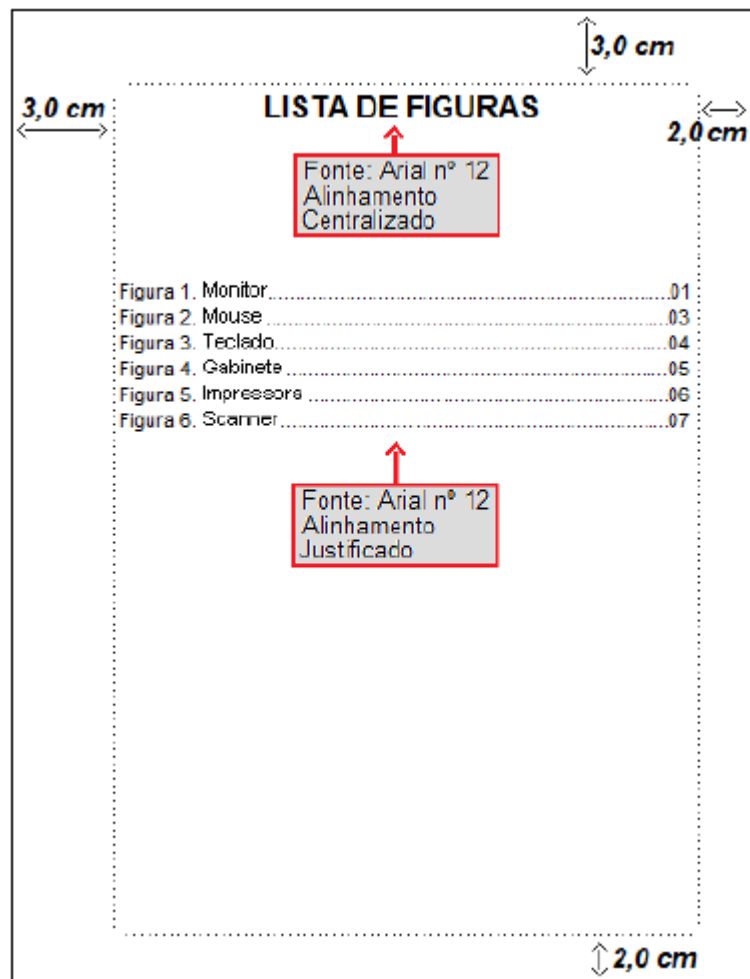 3,0 cm
3,0 cm
LISTA DE FIGURAS
2,0 cm
Fonte: Arial nº 12
Alinhamento
Centralizado
Figura 1. Monitor........................................................................01
Figura 2. Mouse ........................................................................03
Figura 3. Teclado........................................................................04
Figura 4. Gabinete ........................................................................05
Figura 5. Impressora ........................................................................06
Figura 6. Scanner........................................................................07
Fonte: Arial nº 12
Alinhamento
Justificado
2,0 cm